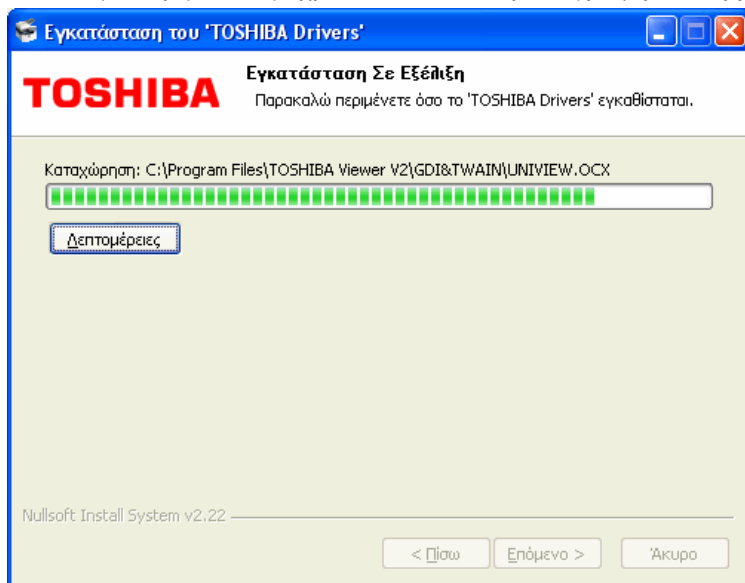 Εγκατάσταση του 'TOSHIBA Drivers'
TOSHIBA
Εγκατάσταση Σε Εξέλιξη
Παρακαλώ περιμένετε όσο το 'TOSHIBA Drivers' εγκαθίσταται.
Καταχώρηση: C:\Program Files\TOSHIBA Viewer V2\GDI&TWAIN\UNIVIEW.OCX
Λεπτομέρειες
Nullsoft Install System v2.22
< Πίσω
Επόμενο >
Άκυρο